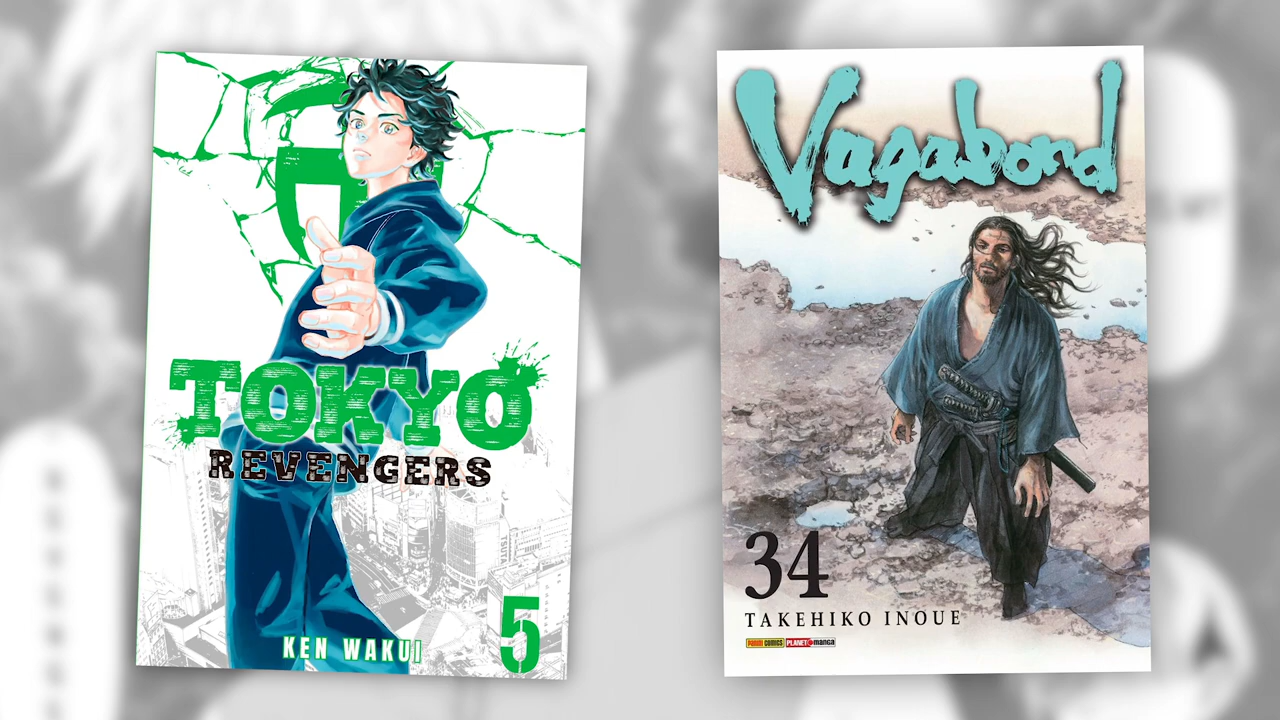 TOKYO
REVENGERS
KEN WAKUI
5
Vagabond
34
TAKEHIKO INOUE
PANINI COMICS PLANET manga